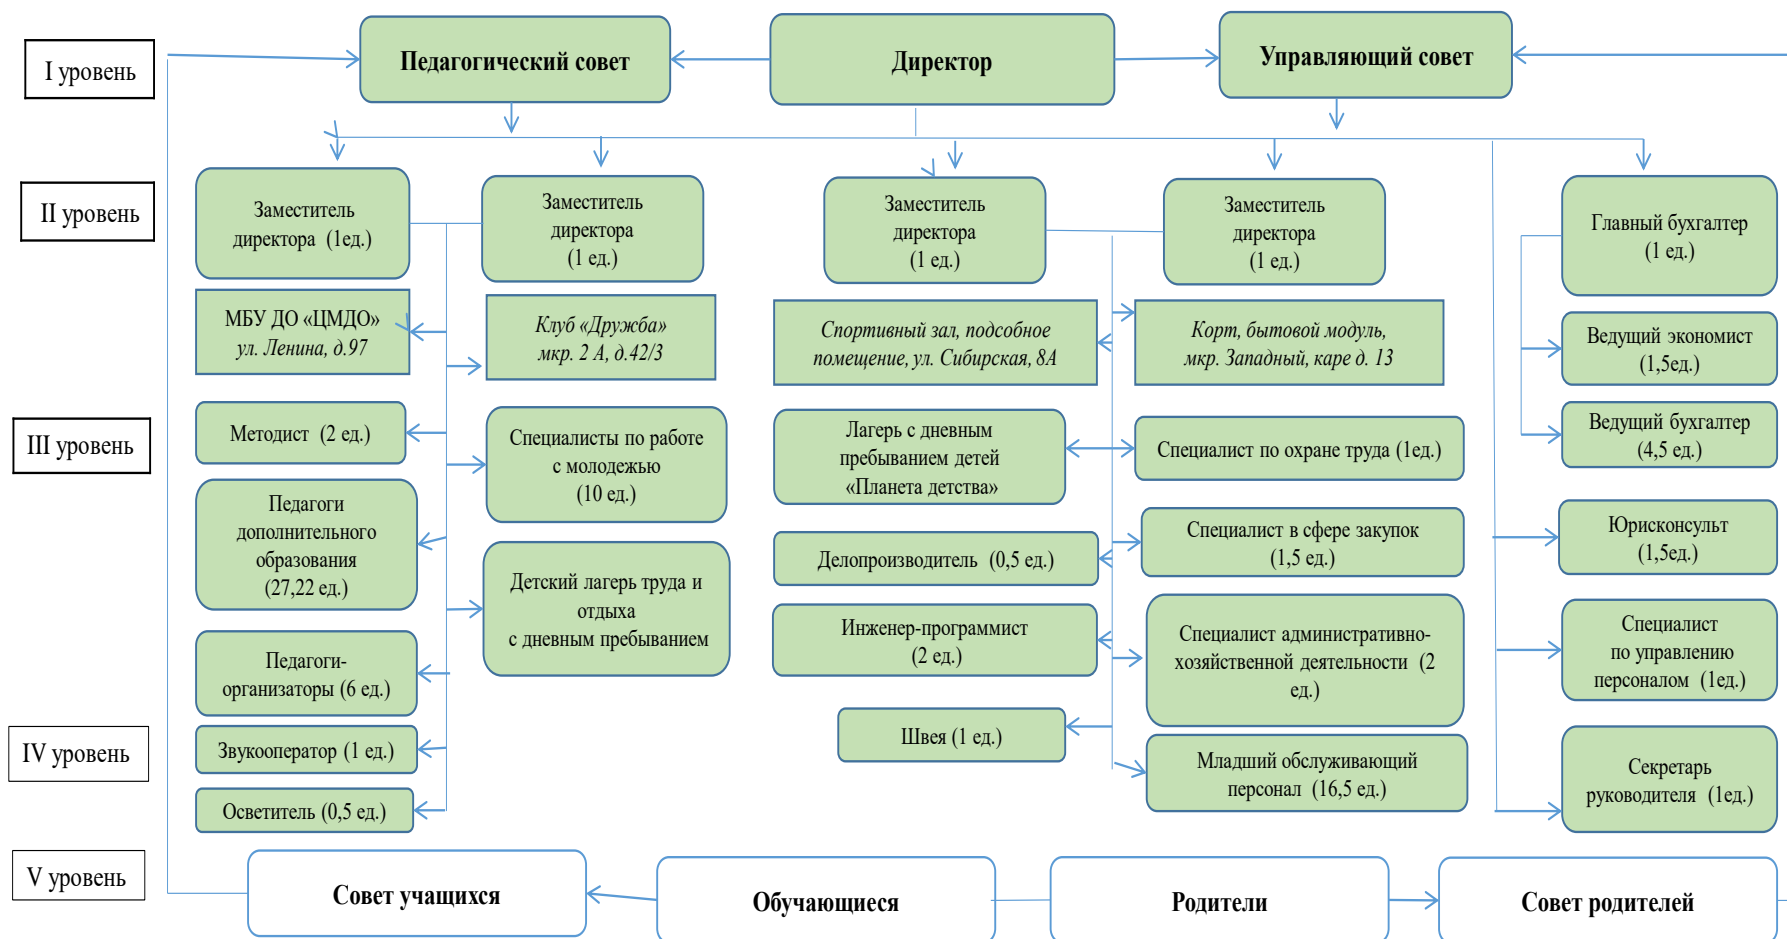 I уровень
Педагогический совет
Директор
Управляющий совет
II уровень
Заместитель
директора (1ед.)
Заместитель
директора
(1 ед.)
Заместитель
директора
(1 ед.)
Заместитель
директора
(1 ед.)
Главный бухгалтер
(1 ед.)
МБУ ДО «ЦМДО»
ул. Ленина, д.97
Клуб «Дружба»
мкр. 2 А, д.42/3
Спортивный зал, подсобное
помещение, ул. Сибирская, 8А
Корт, бытовой модуль,
мкр. Западный, каре д. 13
Ведущий экономист
(1,5ед.)
III уровень
Методист (2 ед.)
Специалисты по работе
с молодежью
(10 ед.)
Лагерь с дневным
пребыванием детей
«Планета детства»
Специалист по охране труда (1ед.)
Ведущий бухгалтер
(4,5 ед.)
Педагоги
дополнительного
образования
(27,22 ед.)
Детский лагерь труда и
отдыха
с дневным пребыванием
Делопроизводитель (0,5 ед.)
Специалист в сфере закупок
(1,5 ед.)
Юрисконсульт
(1,5ед.)
Педагоги-
организаторы (6 ед.)
Инженер-программист
(2 ед.)
Специалист административно-
хозяйственной деятельности (2
ед.)
Специалист
по управлению
персоналом (1ед.)
IV уровень
Звукооператор (1 ед.)
Швея (1 ед.)
Младший обслуживающий
персонал (16,5 ед.)
Секретарь
руководителя (1ед.)
Осветитель (0,5 ед.)
V уровень
Совет учащихся
Обучающиеся
Родители
Совет родителей